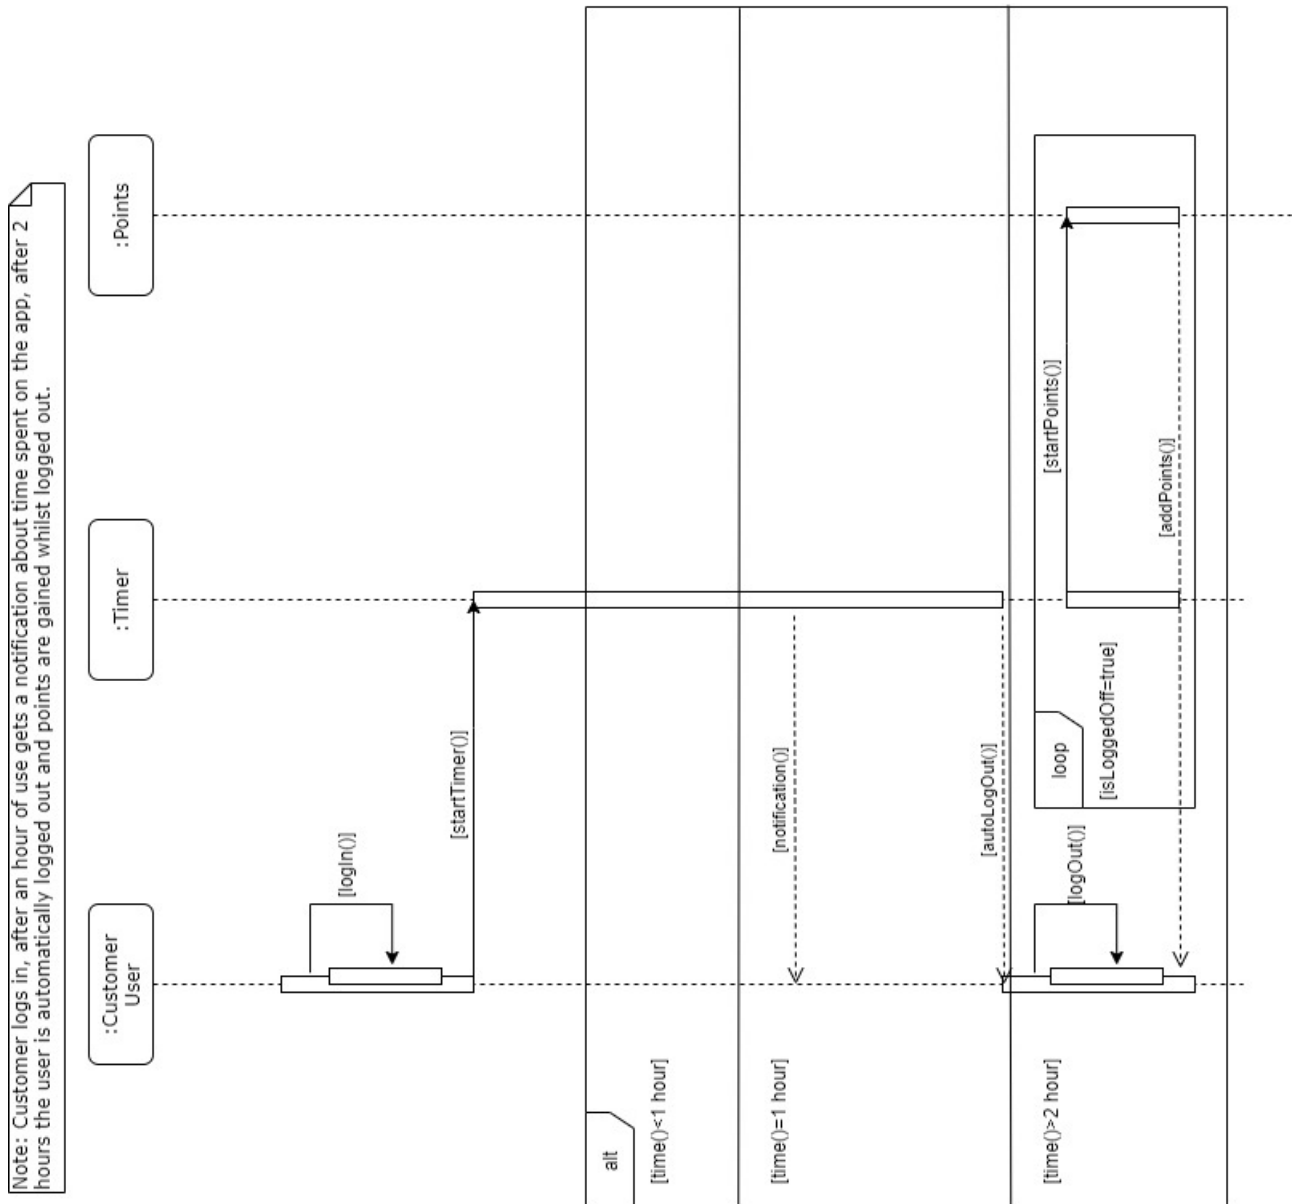 Note: Customer logs in, after an hour of use gets a notification about time spent on the app, after 2
hours the user is automatically logged out and points are gained whilst logged out.
:Customer
User
:Timer
:Points
[logIn()]
[startTimer()]
alt
[time()<1 hour]
[time()=1 hour]
[notification()]
[autoLogOut()]
[time()>2 hour]
[logOut()]
loop
[isLoggedOff=true]
[startPoints()]
[addPoints()]